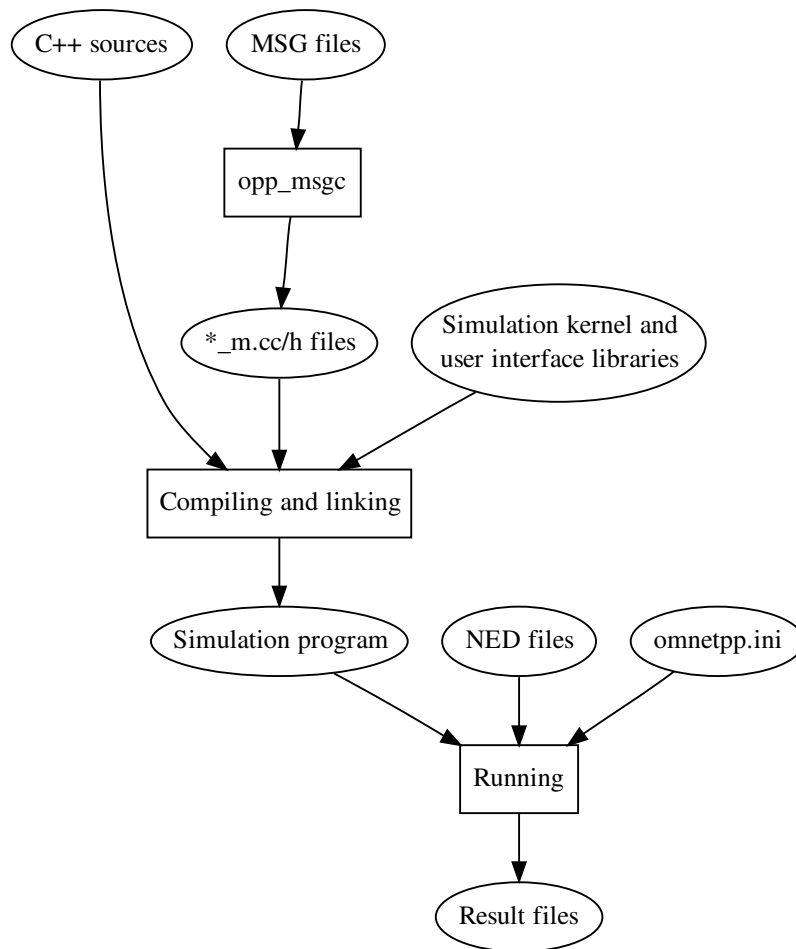 C++ sources
MSG files
opp_msgc
*_m.cc/h files
Simulation kernel and
user interface libraries
Compiling and linking
Simulation program
NED files
omnetpp.ini
Running
Result files